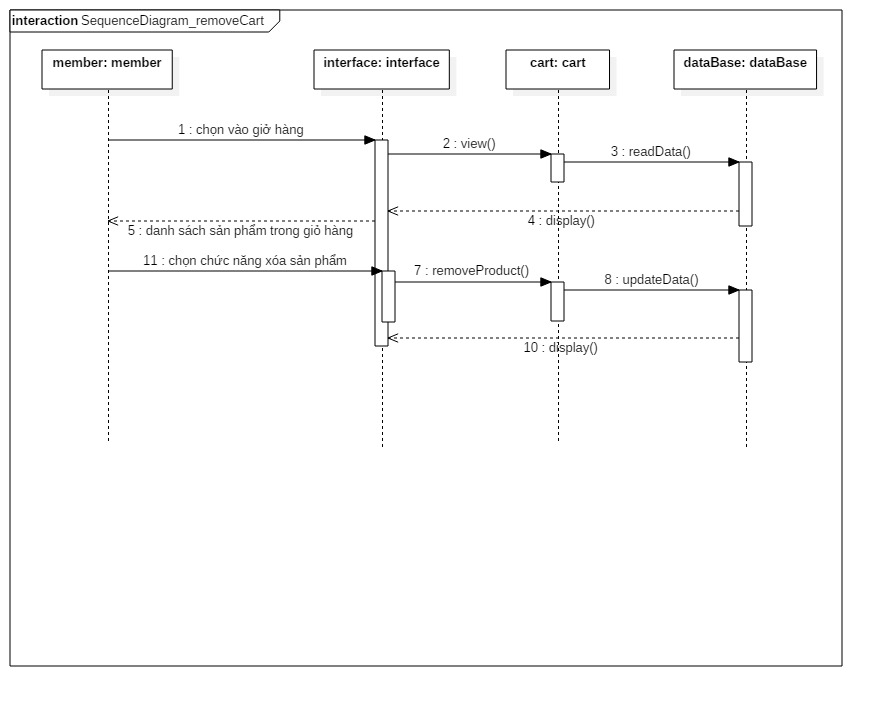 interaction SequenceDiagram_removeCart
member: member
interface: interface
cart: cart
dataBase: dataBase
1 : chọn vào giở hàng
2 : view()
3 : readData()
4 : display()
5 : danh sách sản phẩm trong giỏ hàng
11 : chọn chức năng xóa sản phẩm
7 : removeProduct()
8 : updateData()
10 : display()